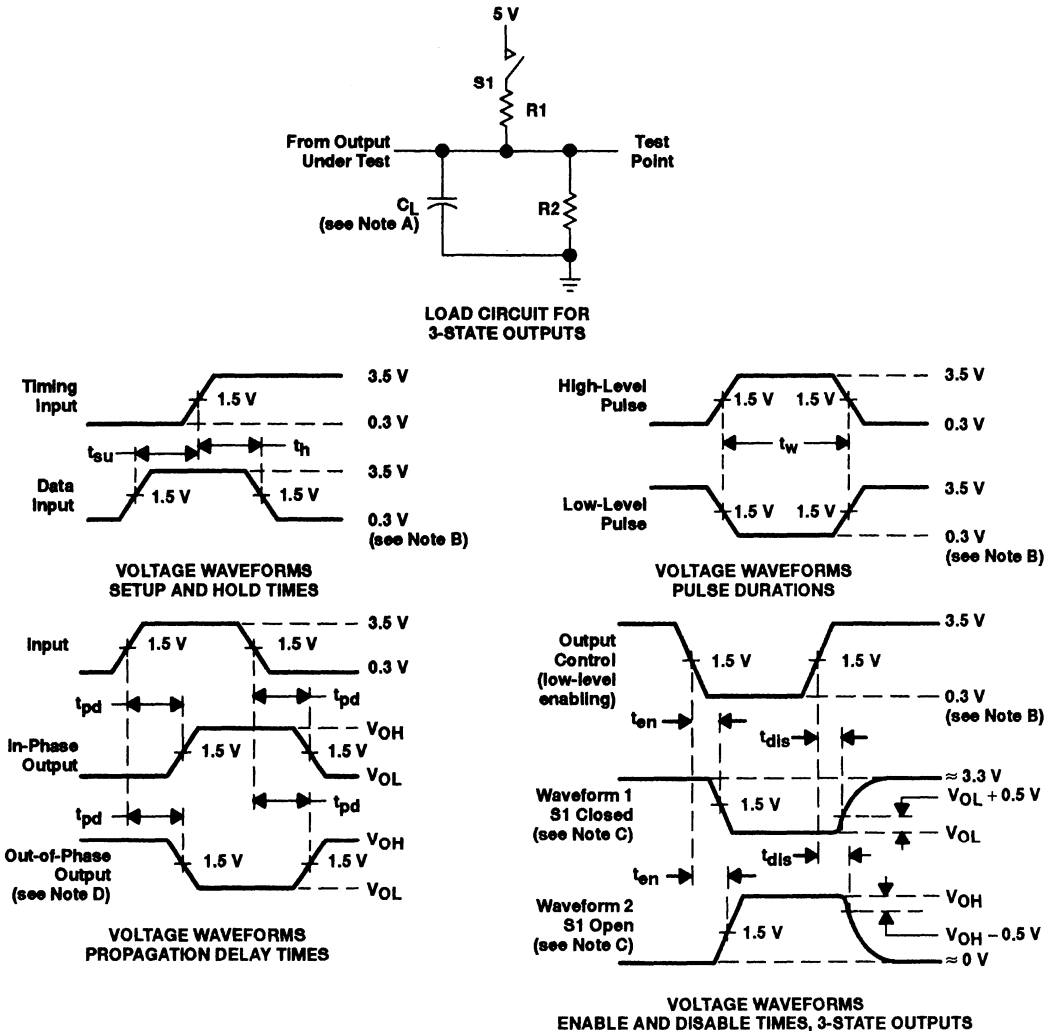 5 V
S1
R1
From Output
Under Test
Test
Point
CL
(see Note A)
R2
LOAD CIRCUIT FOR
3-STATE OUTPUTS
Timing
Input
1.5 V
3.5 V
0.3 V
tsu
th
Data
Input
1.5 V
1.5 V
3.5 V
0.3 V
(see Note B)
VOLTAGE WAVEFORMS
SETUP AND HOLD TIMES
High-Level
Pulse
1.5 V
1.5 V
3.5 V
0.3 V
tw
Low-Level
Pulse
1.5 V
1.5 V
3.5 V
0.3 V
(see Note B)
VOLTAGE WAVEFORMS
PULSE DURATIONS
Input
1.5 V
1.5 V
3.5 V
0.3 V
tpd
tpd
In-Phase
Output
1.5 V
1.5 V
VOH
VOL
tpd
tpd
Out-of-Phase
Output
(see Note D)
1.5 V
1.5 V
VOH
VOL
VOLTAGE WAVEFORMS
PROPAGATION DELAY TIMES
Output
Control
(low-level
enabling)
1.5 V
1.5 V
3.5 V
0.3 V
(see Note B)
ten
tdis
Waveform 1
S1 Closed
(see Note C)
1.5 V
≈ 3.3 V
VOL + 0.5 V
VOL
ten
tdis
Waveform 2
S1 Open
(see Note C)
1.5 V
VOH
VOH – 0.5 V
≈ 0 V
VOLTAGE WAVEFORMS
ENABLE AND DISABLE TIMES, 3-STATE OUTPUTS